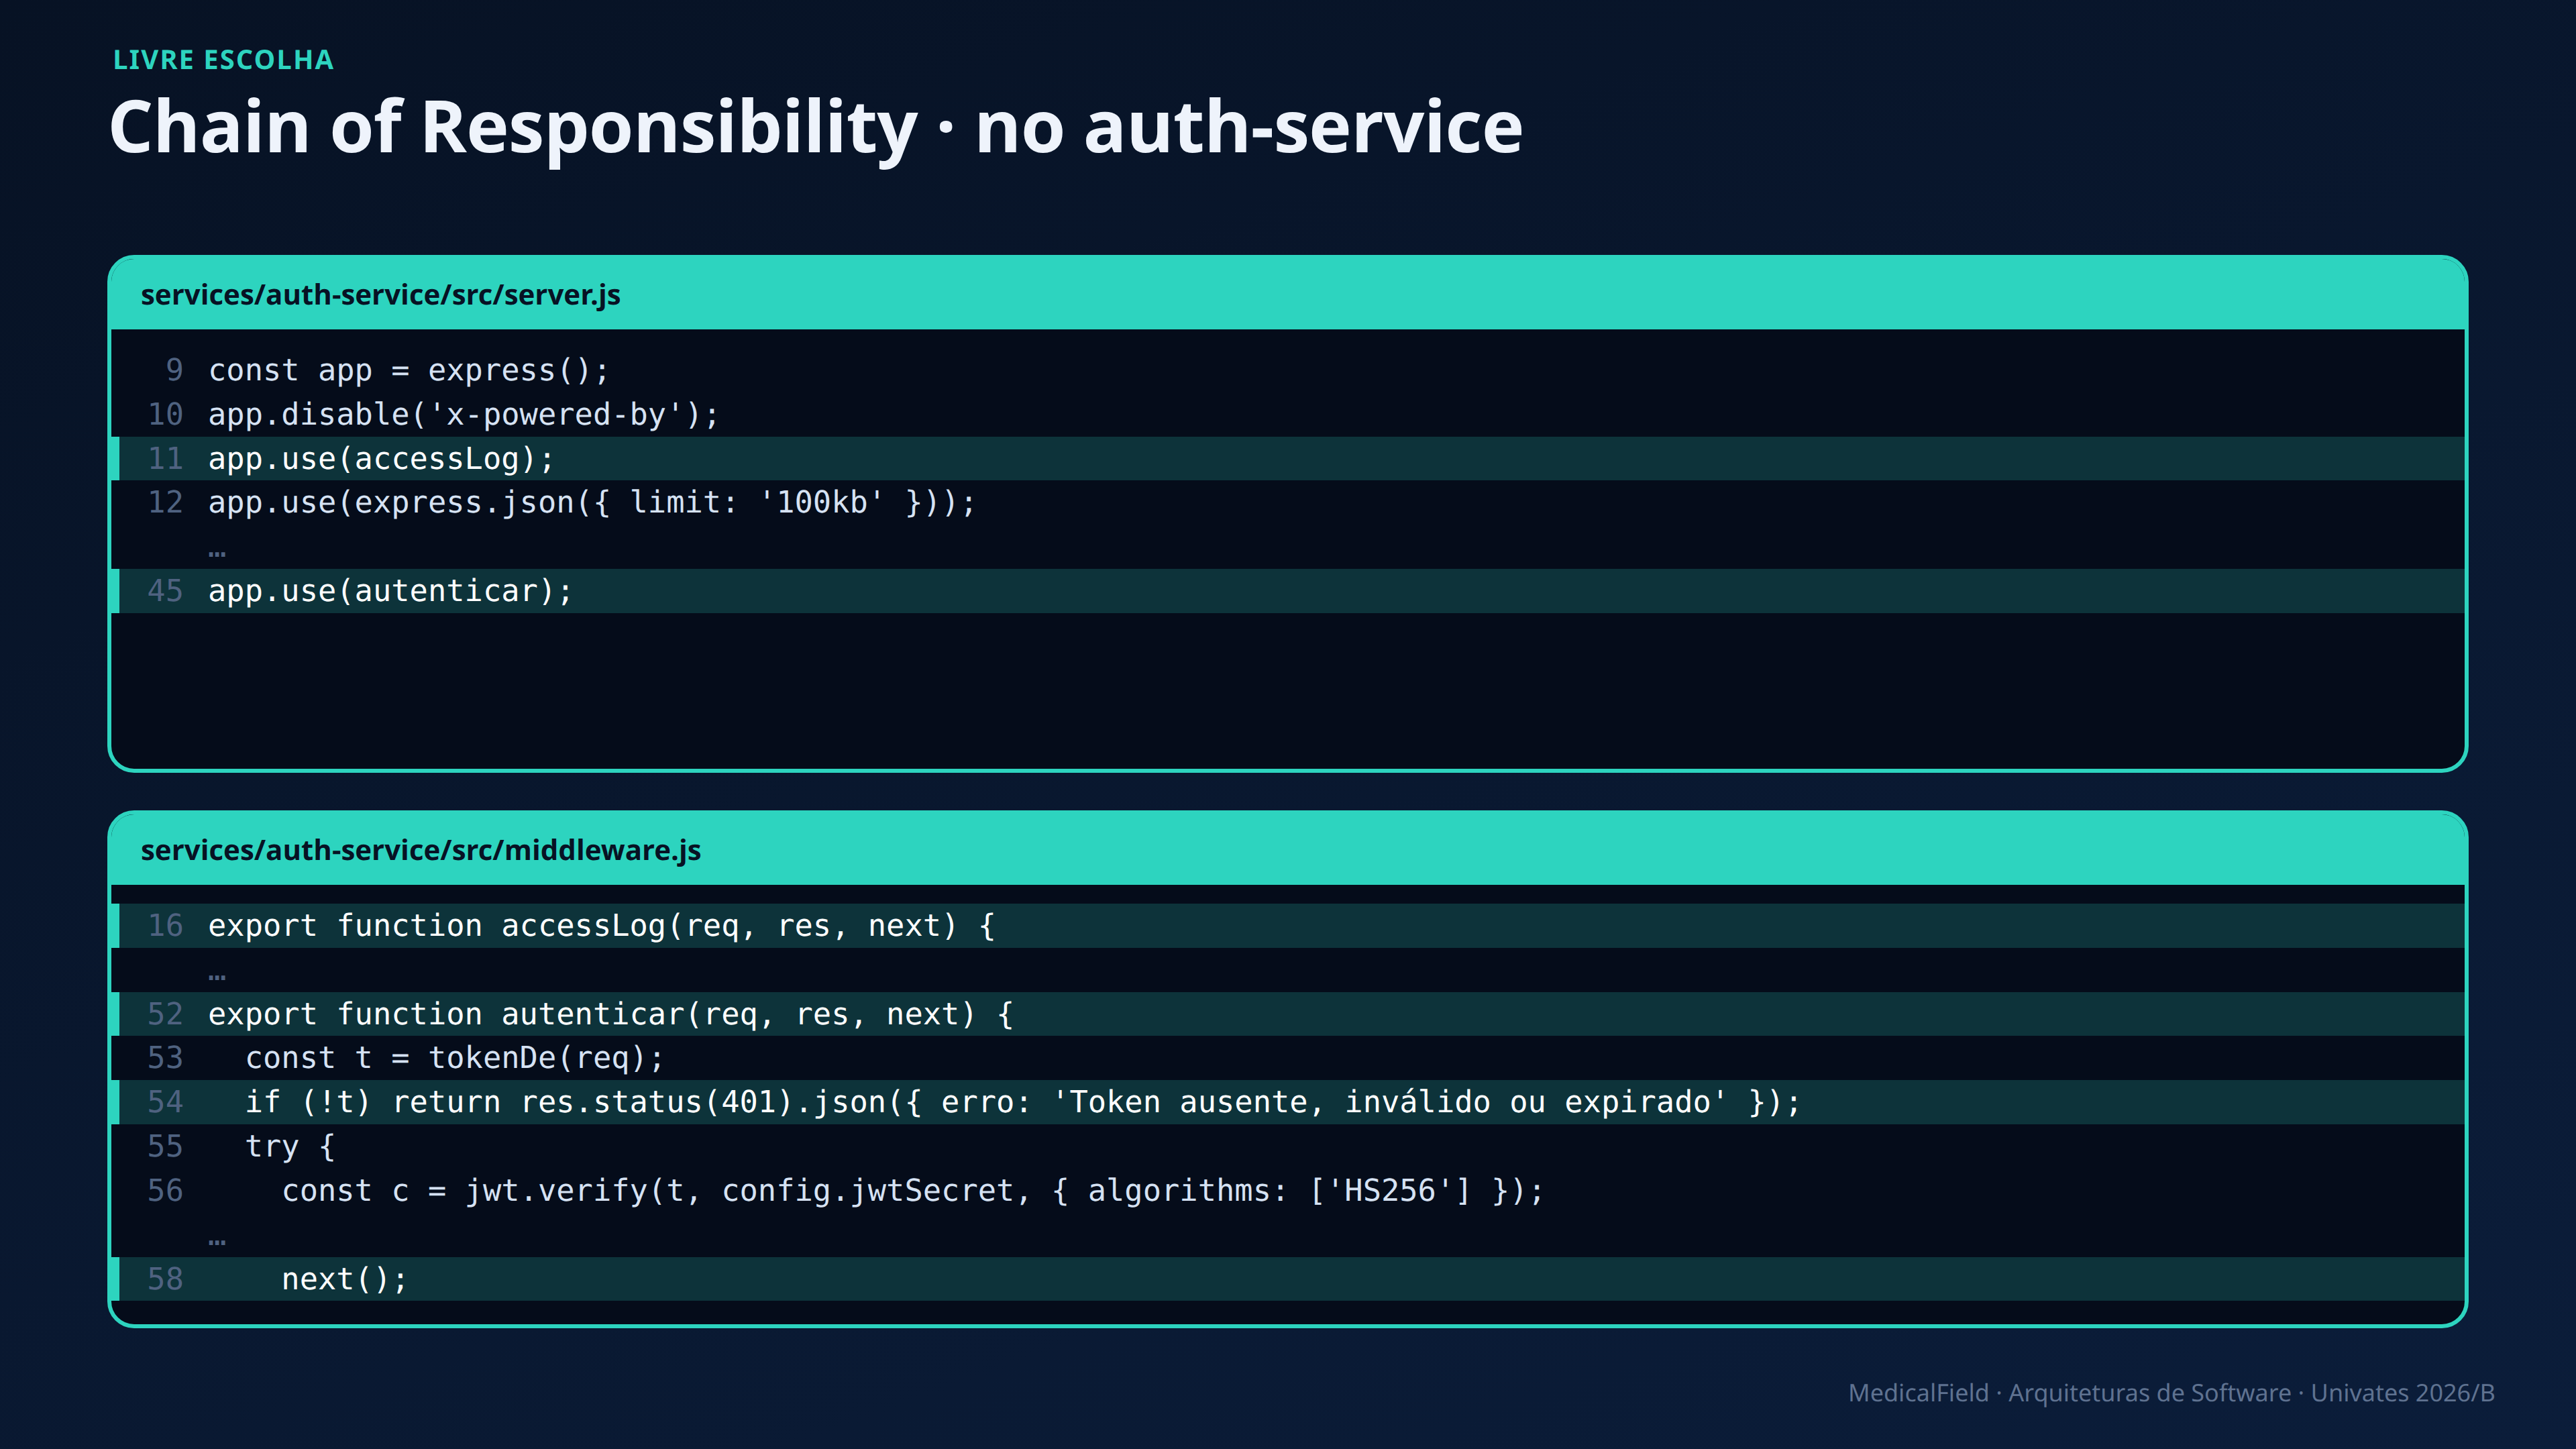 LIVRE ESCOLHA
Chain of Responsibility · no auth-service
services/auth-service/src/server.js
9 const app = express();
10 app.disable('x-powered-by');
11 app.use(accessLog);
12 app.use(express.json({ limit: '100kb' }));
…
45 app.use(autenticar);
services/auth-service/src/middleware.js
16 export function accessLog(req, res, next) {
…
52 export function autenticar(req, res, next) {
53   const t = tokenDe(req);
54   if (!t) return res.status(401).json({ erro: 'Token ausente, inválido ou expirado' });
55   try {
56     const c = jwt.verify(t, config.jwtSecret, { algorithms: ['HS256'] });
…
58     next();
MedicalField · Arquiteturas de Software · Univates 2026/B